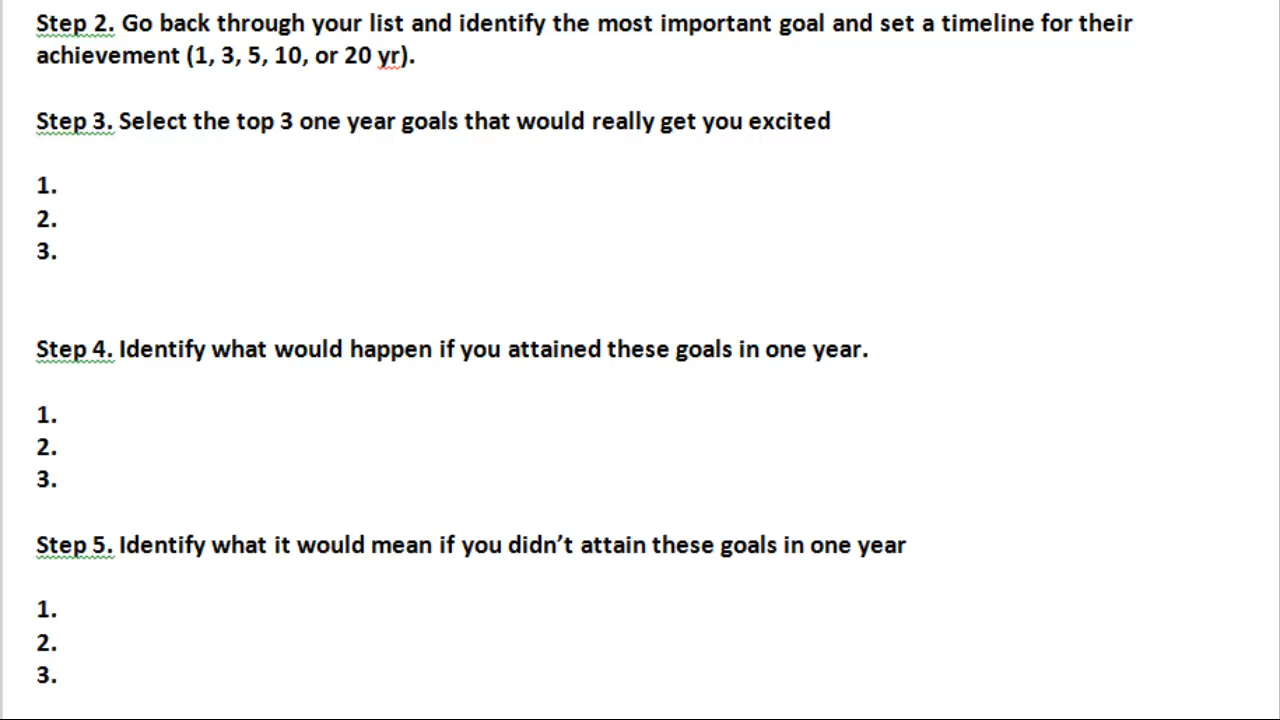 Step 2. Go back through your list and identify the most important goal and set a timeline for their
achievement (1, 3, 5, 10, or 20 yr).
Step 3. Select the top 3 one year goals that would really get you excited
1.
2.
3.
Step 4. Identify what would happen if you attained these goals in one year.
1.
2.
3.
Step 5. Identify what it would mean if you didn’t attain these goals in one year
1.
2.
3.